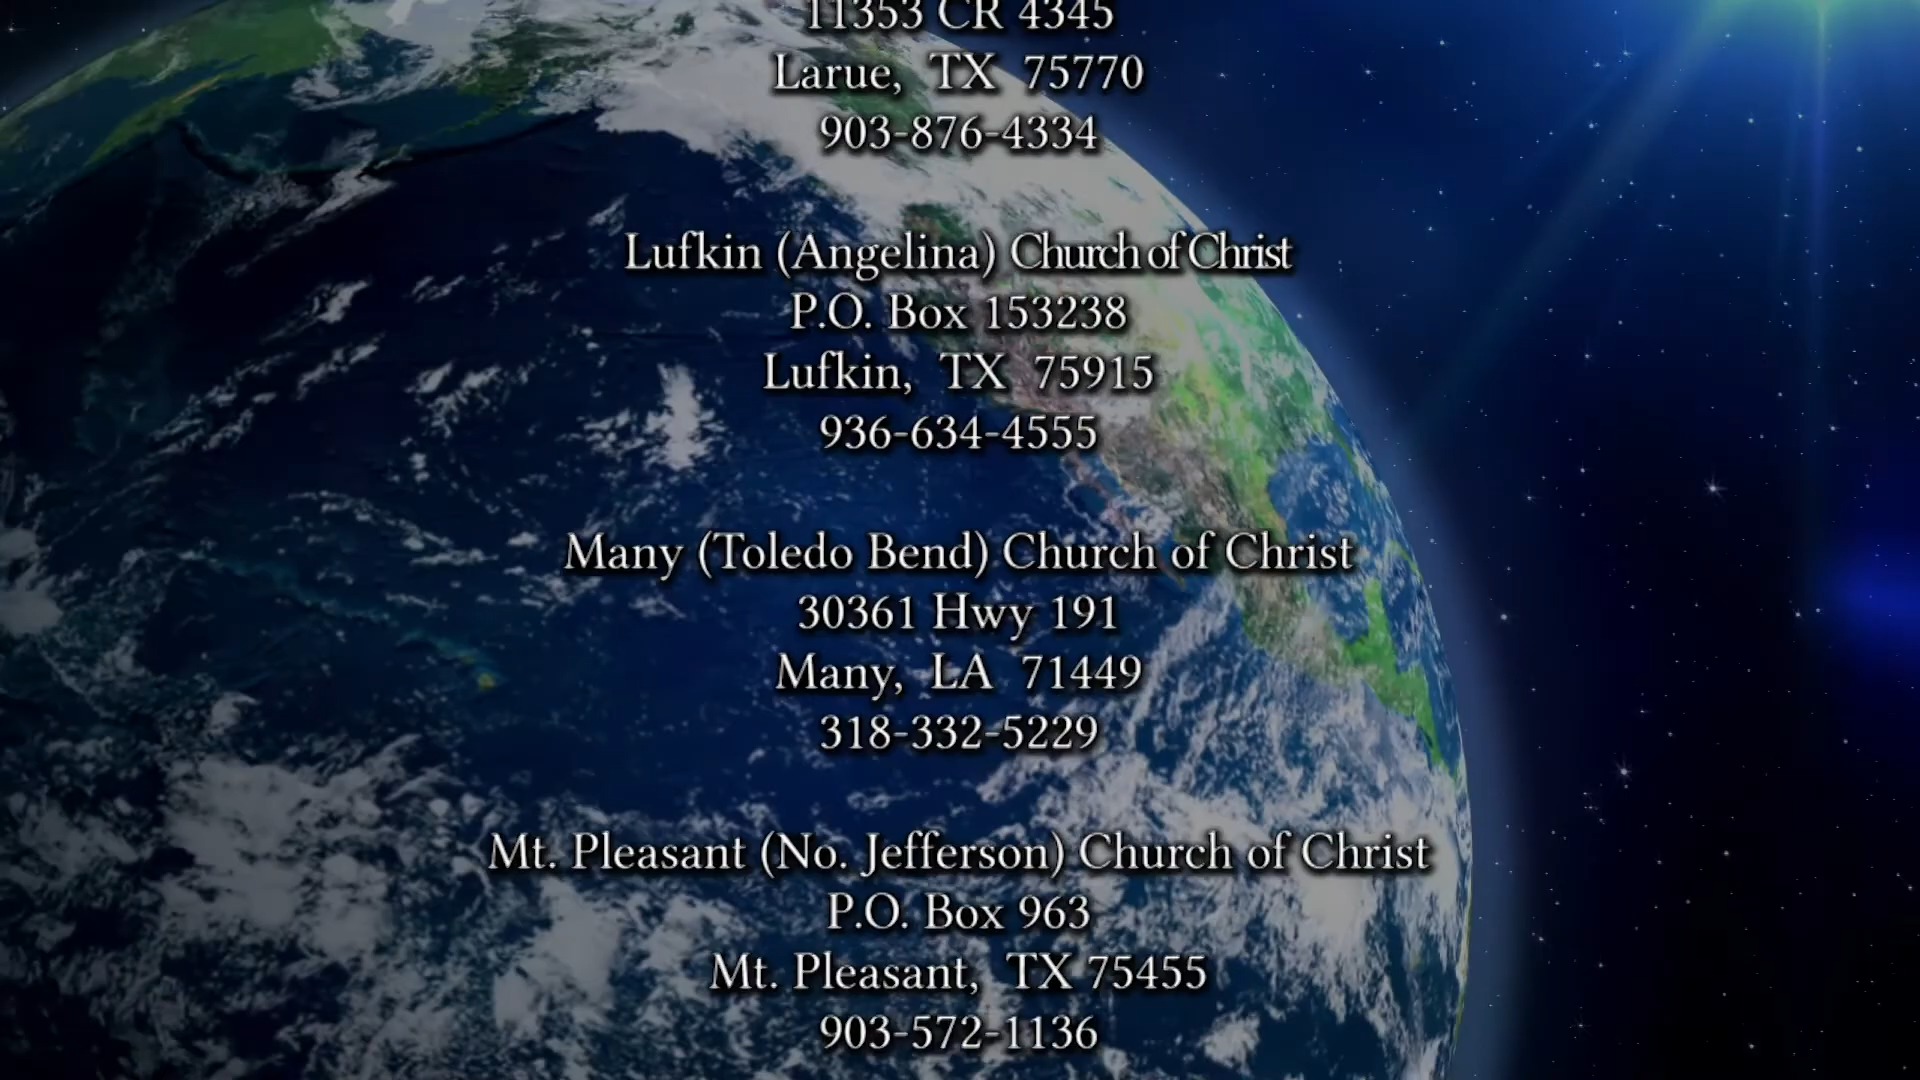 11353 CR 4345
Larue, TX 75770
903-876-4334
Lufkin (Angelina) Church of Christ
P.O. Box 153238
Lufkin, TX 75915
936-634-4555
Many (Toledo Bend) Church of Christ
30361 Hwy 191
Many, LA 71449
318-332-5229
Mt. Pleasant (No. Jefferson) Church of Christ
P.O. Box 963
Mt. Pleasant, TX 75455
903-572-1136